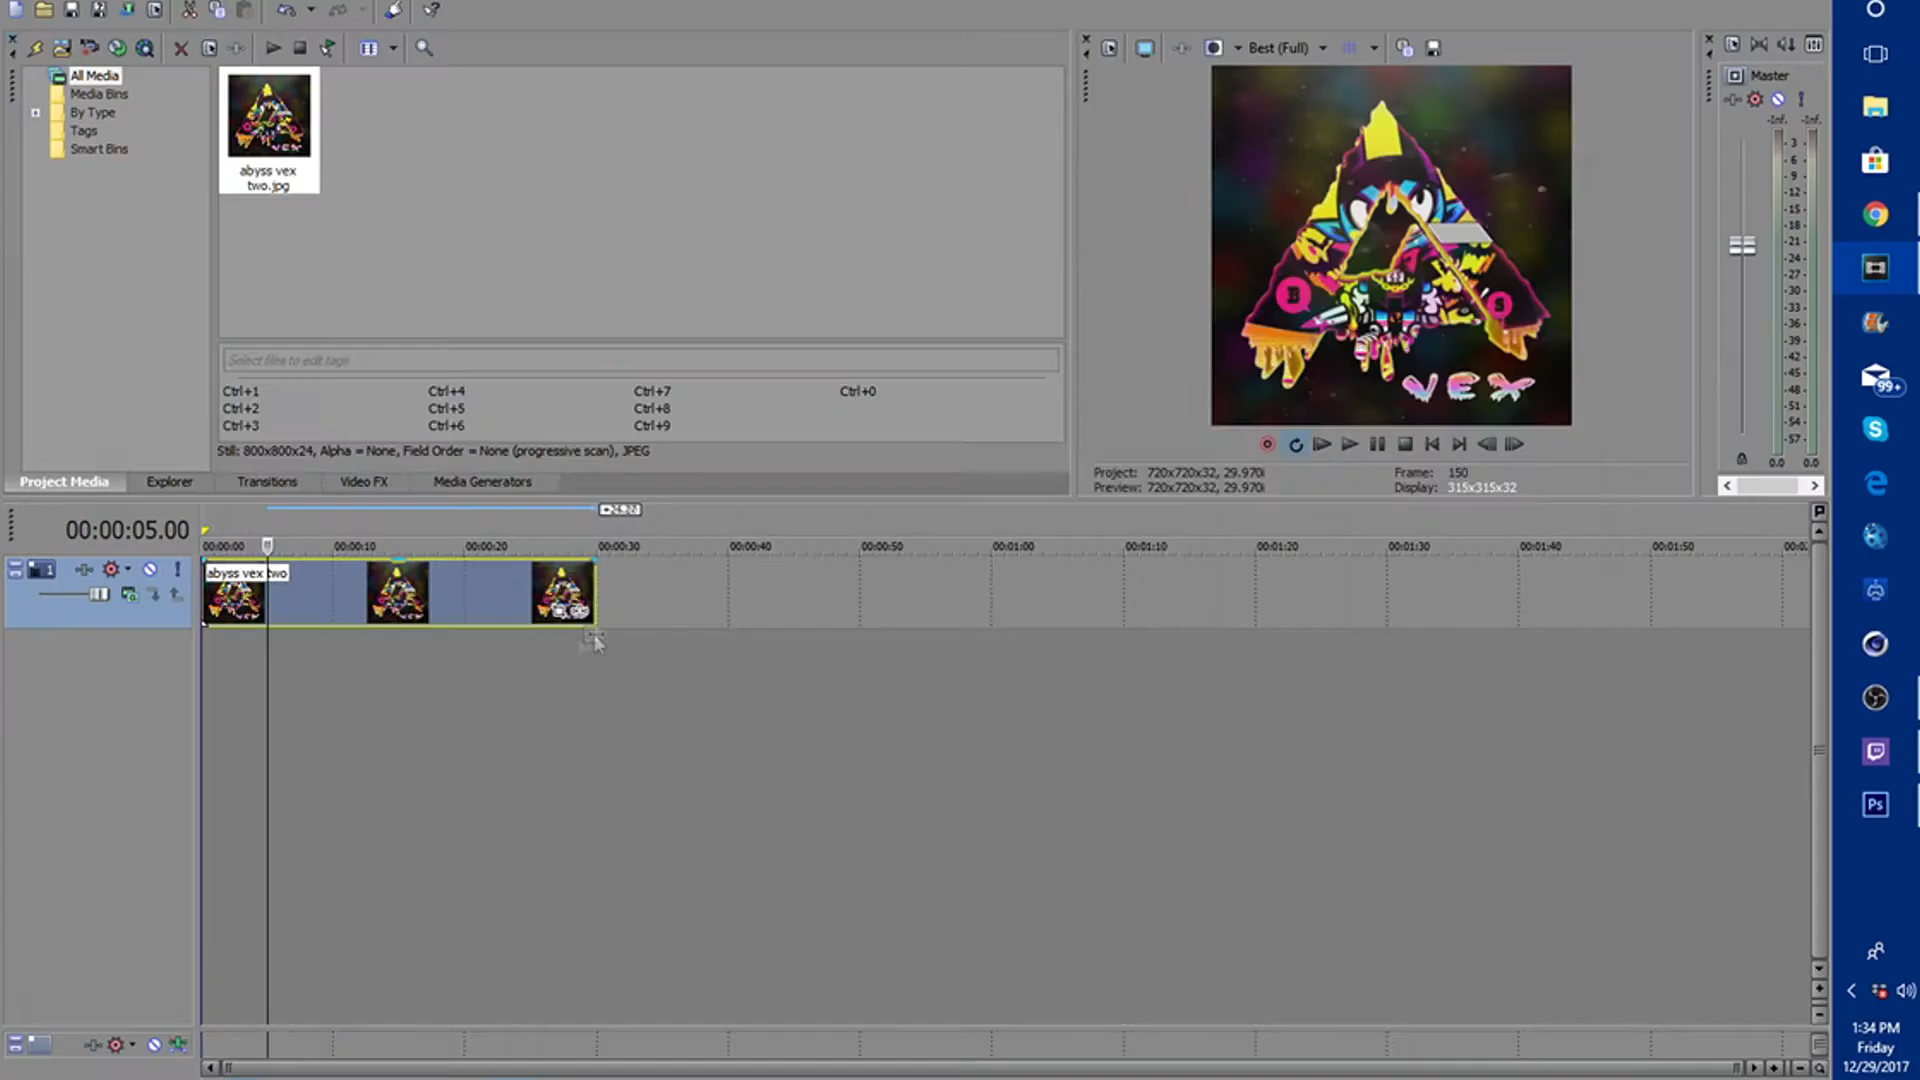 Best (Full)
All Media
Media Bins
By Type
Tags
Smart Bins
abyss vex
two.jpg
Select files to edit tags
Ctrl+1
Ctrl+4
Ctrl+7
Ctrl+0
Ctrl+2
Ctrl+5
Ctrl+8
Ctrl+3
Ctrl+6
Ctrl+9
Still: 800x800x24, Alpha = None, Field Order = None (progressive scan), JPEG
Project Media
Explorer
Transitions
Video FX
Media Generators
B
S
VEX
Project: 720x720x32, 29.970i
Frame: 150
Preview: 720x720x32, 29.970i
Display: 315x315x32
Master
-Inf. -Inf.
3
6
9
12
15
18
21
24
27
30
33
36
39
42
45
48
51
54
57
0.0 0.0
00:00:05.00
00:00:00
00:00:10
00:00:20
00:00:30
00:00:40
00:00:50
00:01:00
00:01:10
00:01:20
00:01:30
00:01:40
00:01:50
1
abyss vex two
99+
Ps
1:34 PM
Friday
12/29/2017